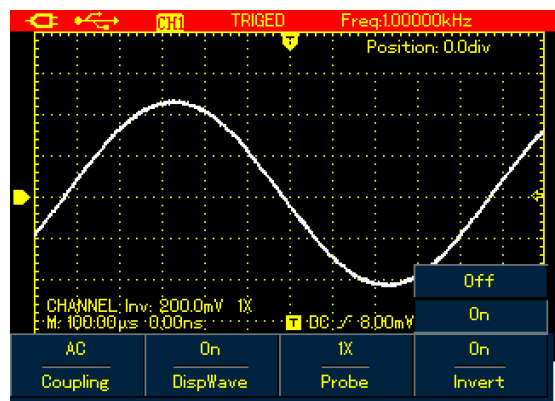 CH1 TRIGED Freq:1.00000kHz
T
Position: 0.0div
Off
CHANNEL: Inv: 200.0mV 1X
On
M: 100.00μs 0.00ns: T DC: 8.00mV
AC On 1X On
Coupling DispWave Probe Invert